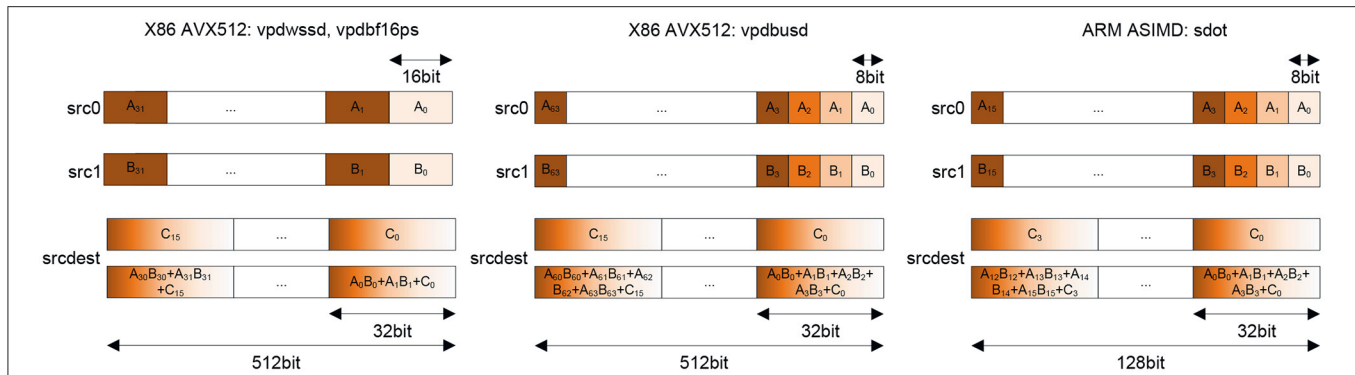 X86 AVX512: vpdwssd, vpdbf16ps
16bit
src0
A31
...
A1
A0
src1
B31
...
B1
B0
srcdest
C15
...
C0
A30B30+A31B31
+C15
...
A0B0+A1B1+C0
32bit
512bit
X86 AVX512: vpdbusd
8bit
src0
A63
...
A3
A2
A1
A0
src1
B63
...
B3
B2
B1
B0
srcdest
C15
...
C0
A60B60+A61B61+A62
B62+A63B63+C15
...
A0B0+A1B1+A2B2+
A3B3+C0
32bit
512bit
ARM ASIMD: sdot
8bit
src0
A15
...
A3
A2
A1
A0
src1
B15
...
B3
B2
B1
B0
srcdest
C3
...
C0
A12B12+A13B13+A14
B14+A15B15+C3
...
A0B0+A1B1+A2B2+
A3B3+C0
32bit
128bit